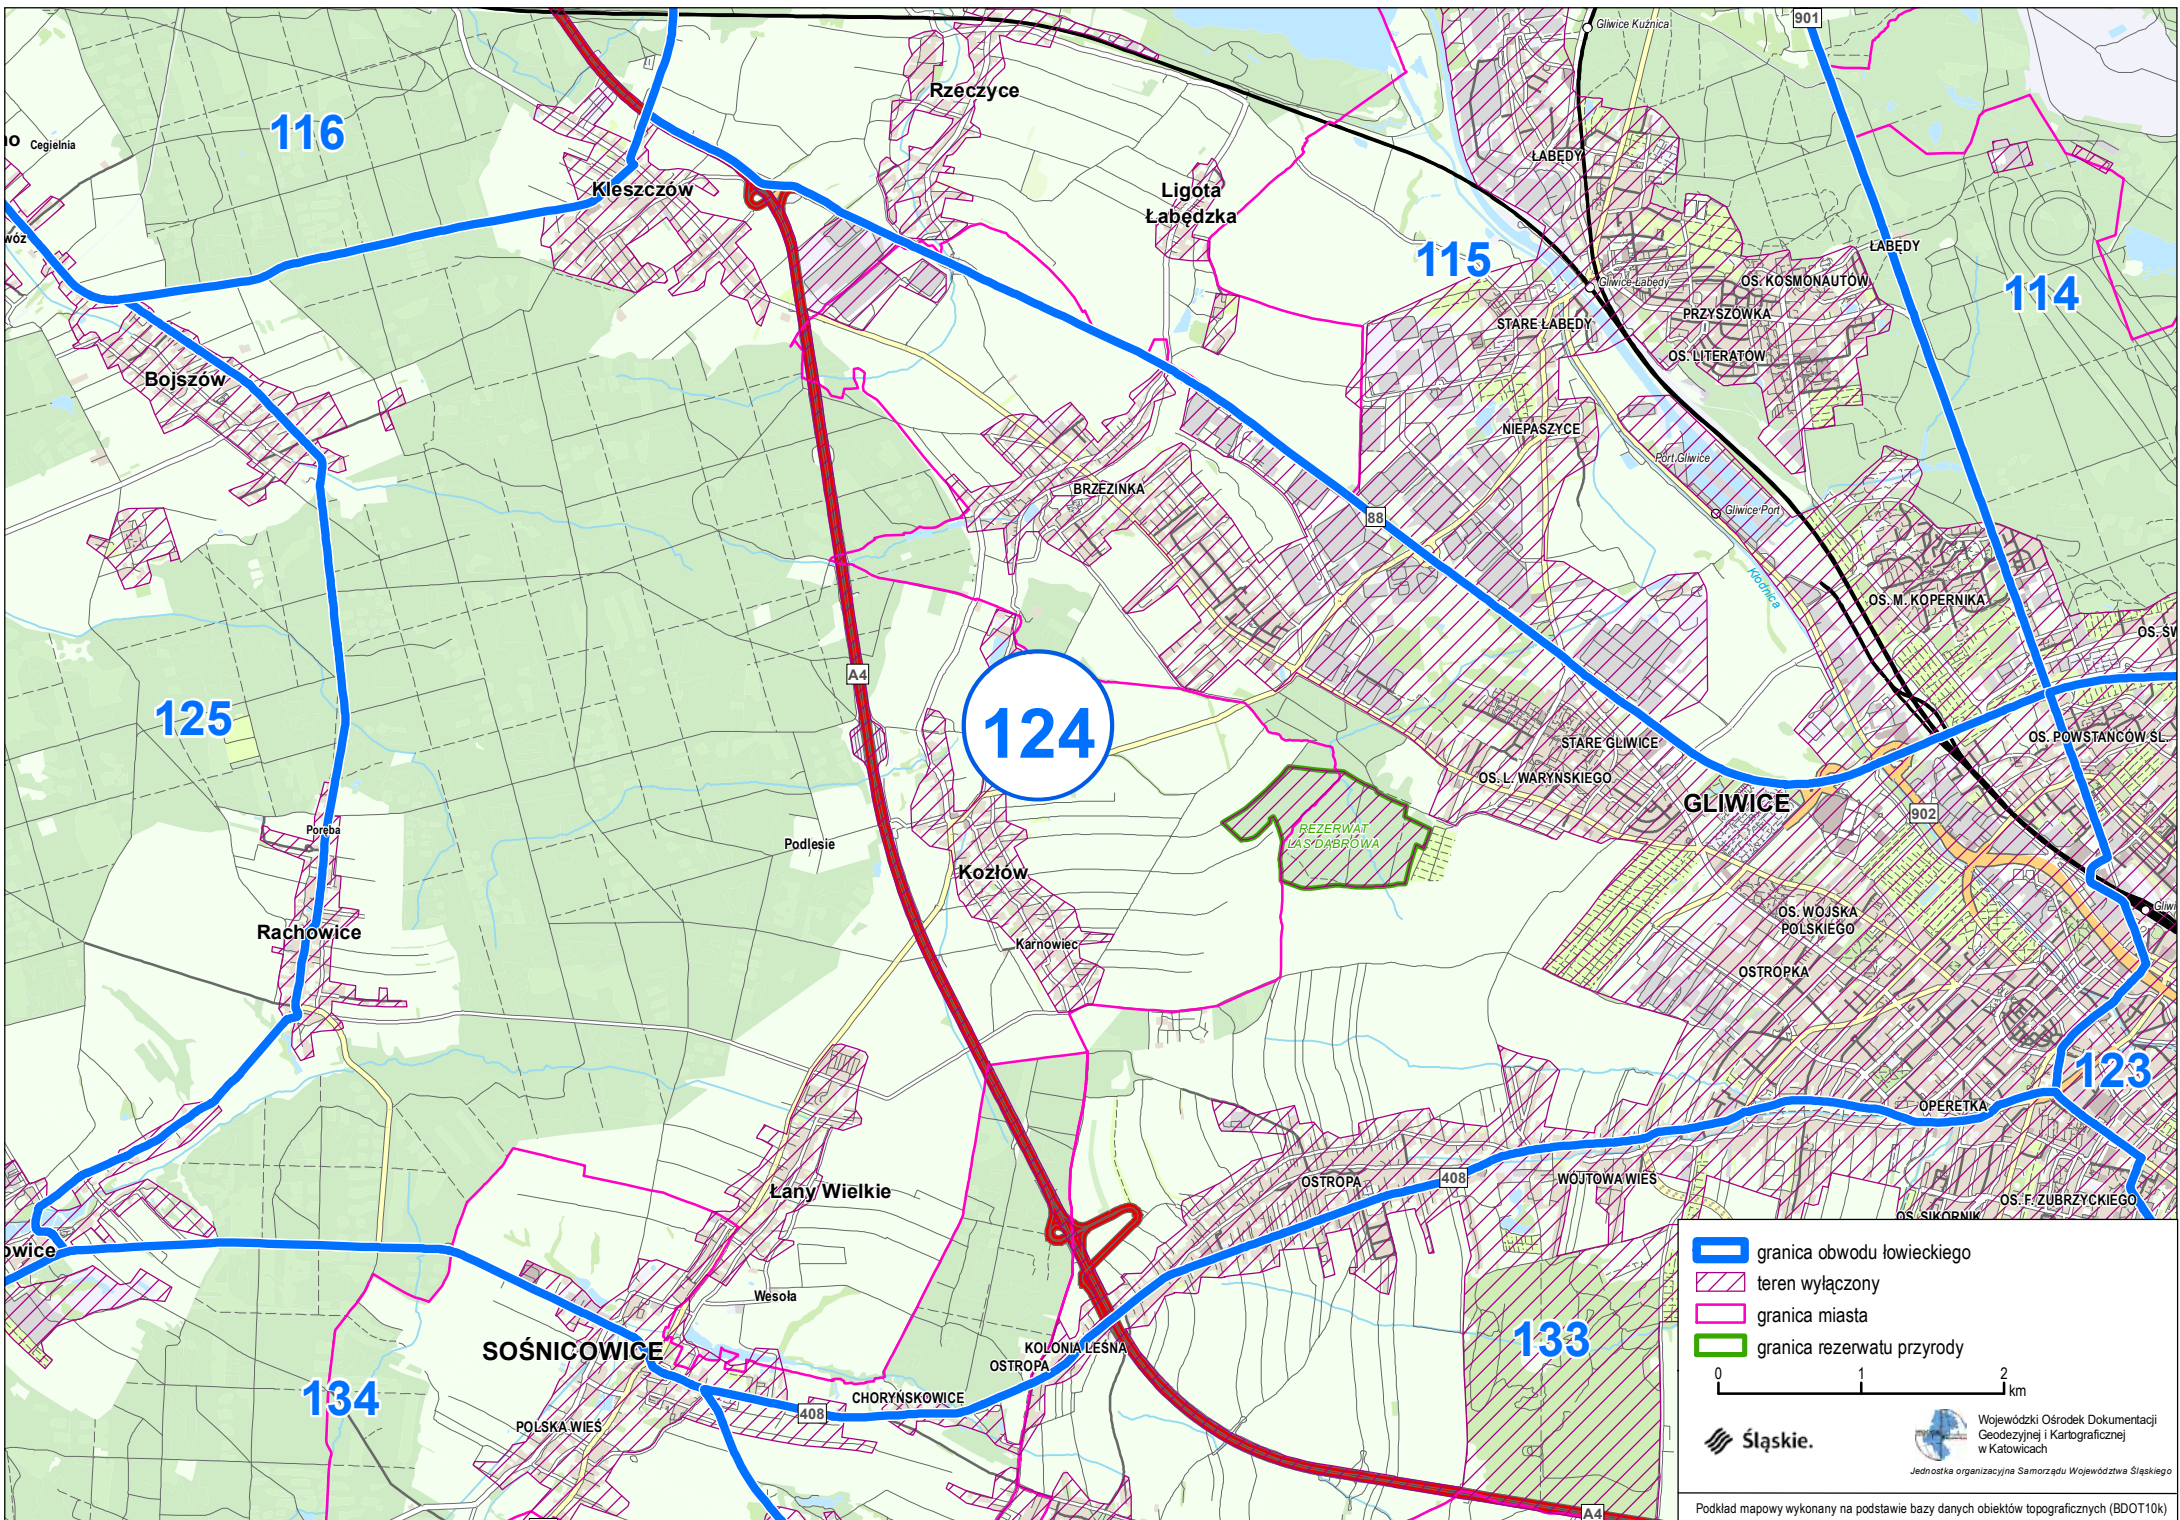 901
Gliwice Kuźnica
Rzeczyce
116
Cegielnia
ŁABĘDY
Kleszczów
Ligota
Łabędzka
115
ŁABĘDY
OS. KOSMONAUTÓW
Gliwice Łabędy
114
PRZYSZÓWKA
STARE ŁABĘDY
OS. LITERATÓW
Bojszów
NIEPASZYCE
Port Gliwice
BRZEZINKA
88
Gliwice Port
Kłodnica
OS. M. KOPERNIKA
A4
125
124
OS. POWSTAŃCÓW ŚL.
STARE GLIWICE
OS. L. WARYŃSKIEGO
GLIWICE
902
Poręba
REZERWAT
LAS DĄBROWA
Podlesie
Kozłów
OS. WOJSKA
POLSKIEGO
Rachowice
Karnowiec
OSTROPKA
123
OPERETKA
408
OSTROPA
WÓJTOWA WIEŚ
Łany Wielkie
OS. F. ZUBRZYCKIEGO
OS. SIKORNIK
owice
Wesoła
SOŚNICOWICE
KOLONIA LEŚNA
OSTROPA
133
134
CHORYŃSKOWICE
408
POLSKA WIEŚ
A4
granica obwodu łowieckiego
teren wyłączony
granica miasta
granica rezerwatu przyrody
0 1 2
km
Śląskie.
Wojewódzki Ośrodek Dokumentacji
Geodezyjnej i Kartograficznej
w Katowicach
Jednostka organizacyjna Samorządu Województwa Śląskiego
Podkład mapowy wykonany na podstawie bazy danych obiektów topograficznych (BDOT10k)